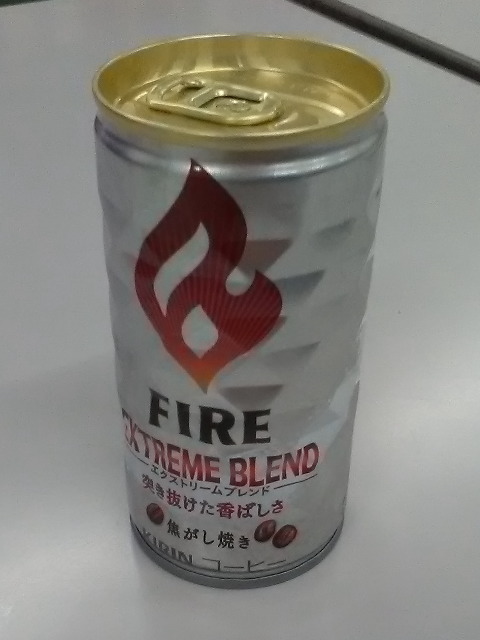 FIRE
EXTREME BLEND
エクストリームブレンド
突き抜けた香ばしさ
焦がし焼き
KIRIN コーヒー